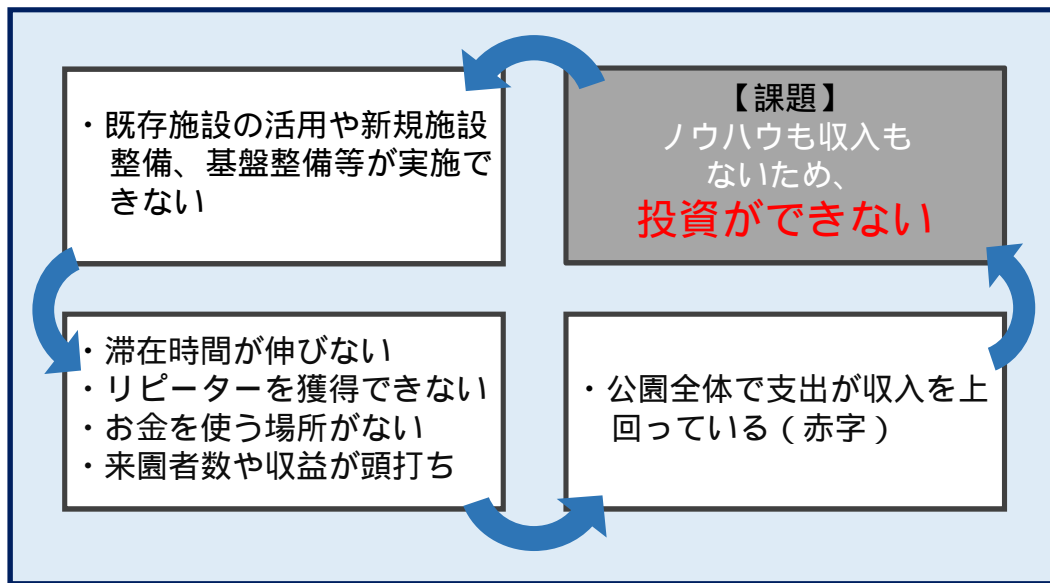 ・既存施設の活用や新規施設
整備、基盤整備等が実施で
きない
【課題】
ノウハウも収入も
ないため、
投資ができない
・滞在時間が伸びない
・リピーターを獲得できない
・お金を使う場所がない
・来園者数や収益が頭打ち
・公園全体で支出が収入を上
回っている(赤字)